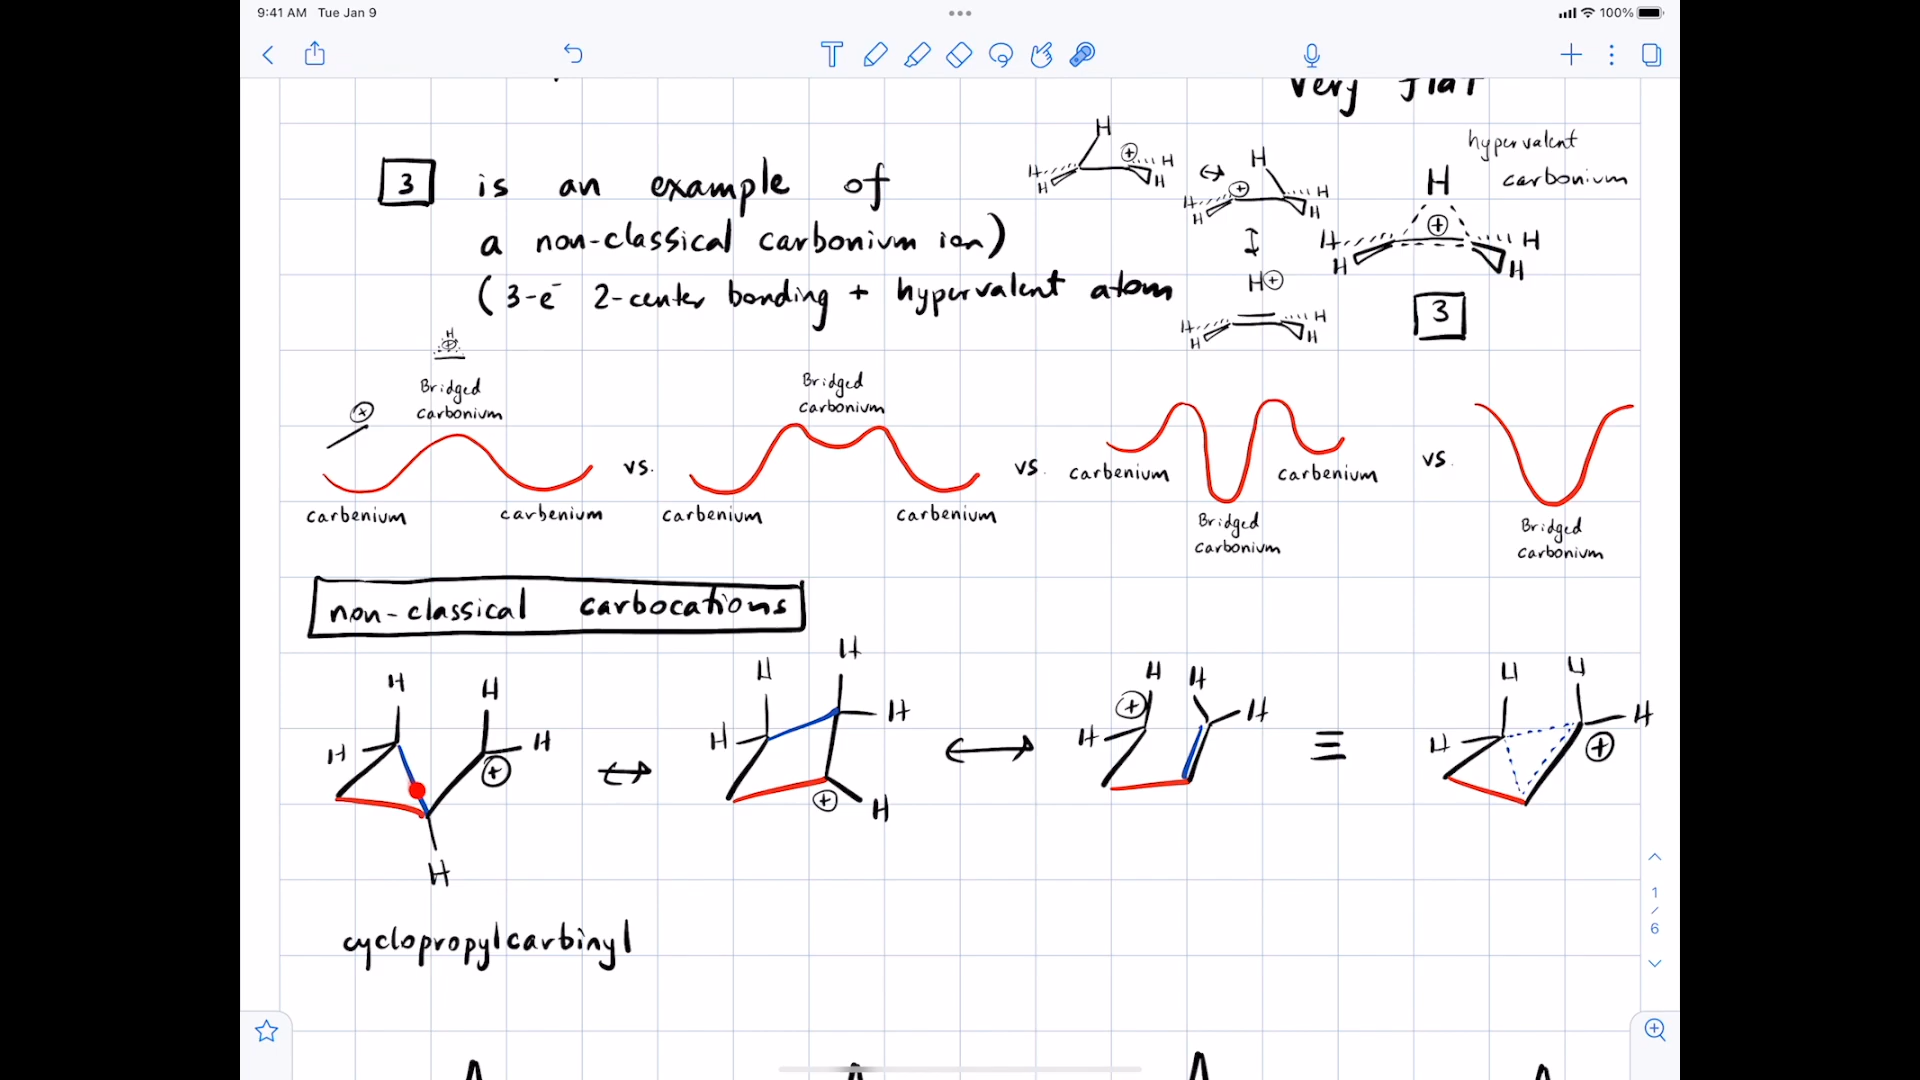 9:41 AM Tue Jan 9
100%
very flat
hypervalent
carbonium
H
H
H
⊕
H
H
↔
H
⊕
H
H
H
H
H
⊕
H
H
H
H
3 is an example of
a non-classical carbonium ion)
(3-e⁻ 2-center bonding + hypervalent atom
H⊕
H
H
H
H
3
H
⊕
Bridged
carbonium
⊕
carbenium
carbenium
vs.
Bridged
carbonium
carbenium
carbenium
vs.
carbenium
carbenium
Bridged
carbonium
vs.
Bridged
carbonium
non-classical carbocations
H
H
H
H
⊕
H
↔
H
H
H
H
⊕
H
↔
H
H
⊕
H
H
≡
H
H
H
H
⊕
cyclopropylcarbinyl
1
/
6